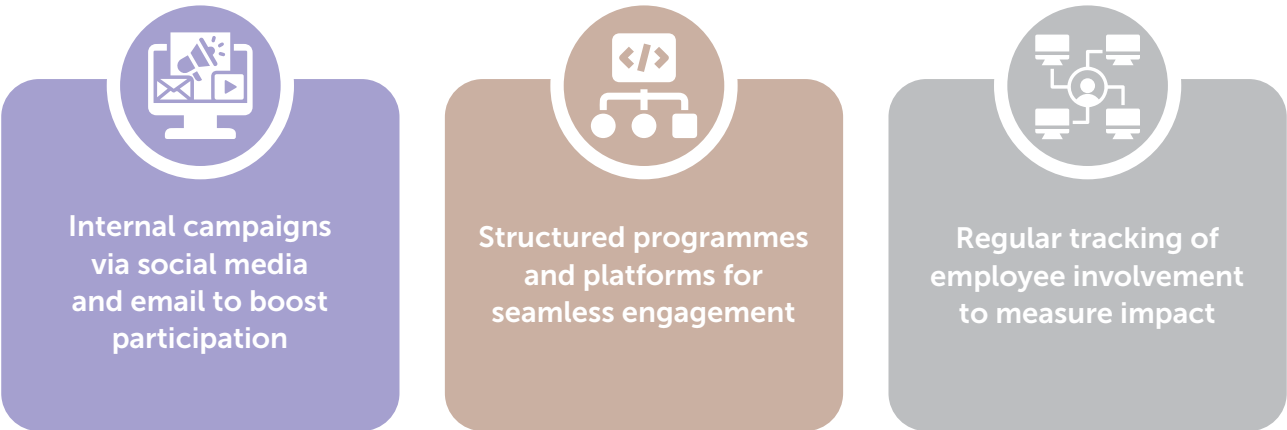 Internal campaigns
via social media
and email to boost
participation
Structured programmes
and platforms for
seamless engagement
Regular tracking of
employee involvement
to measure impact